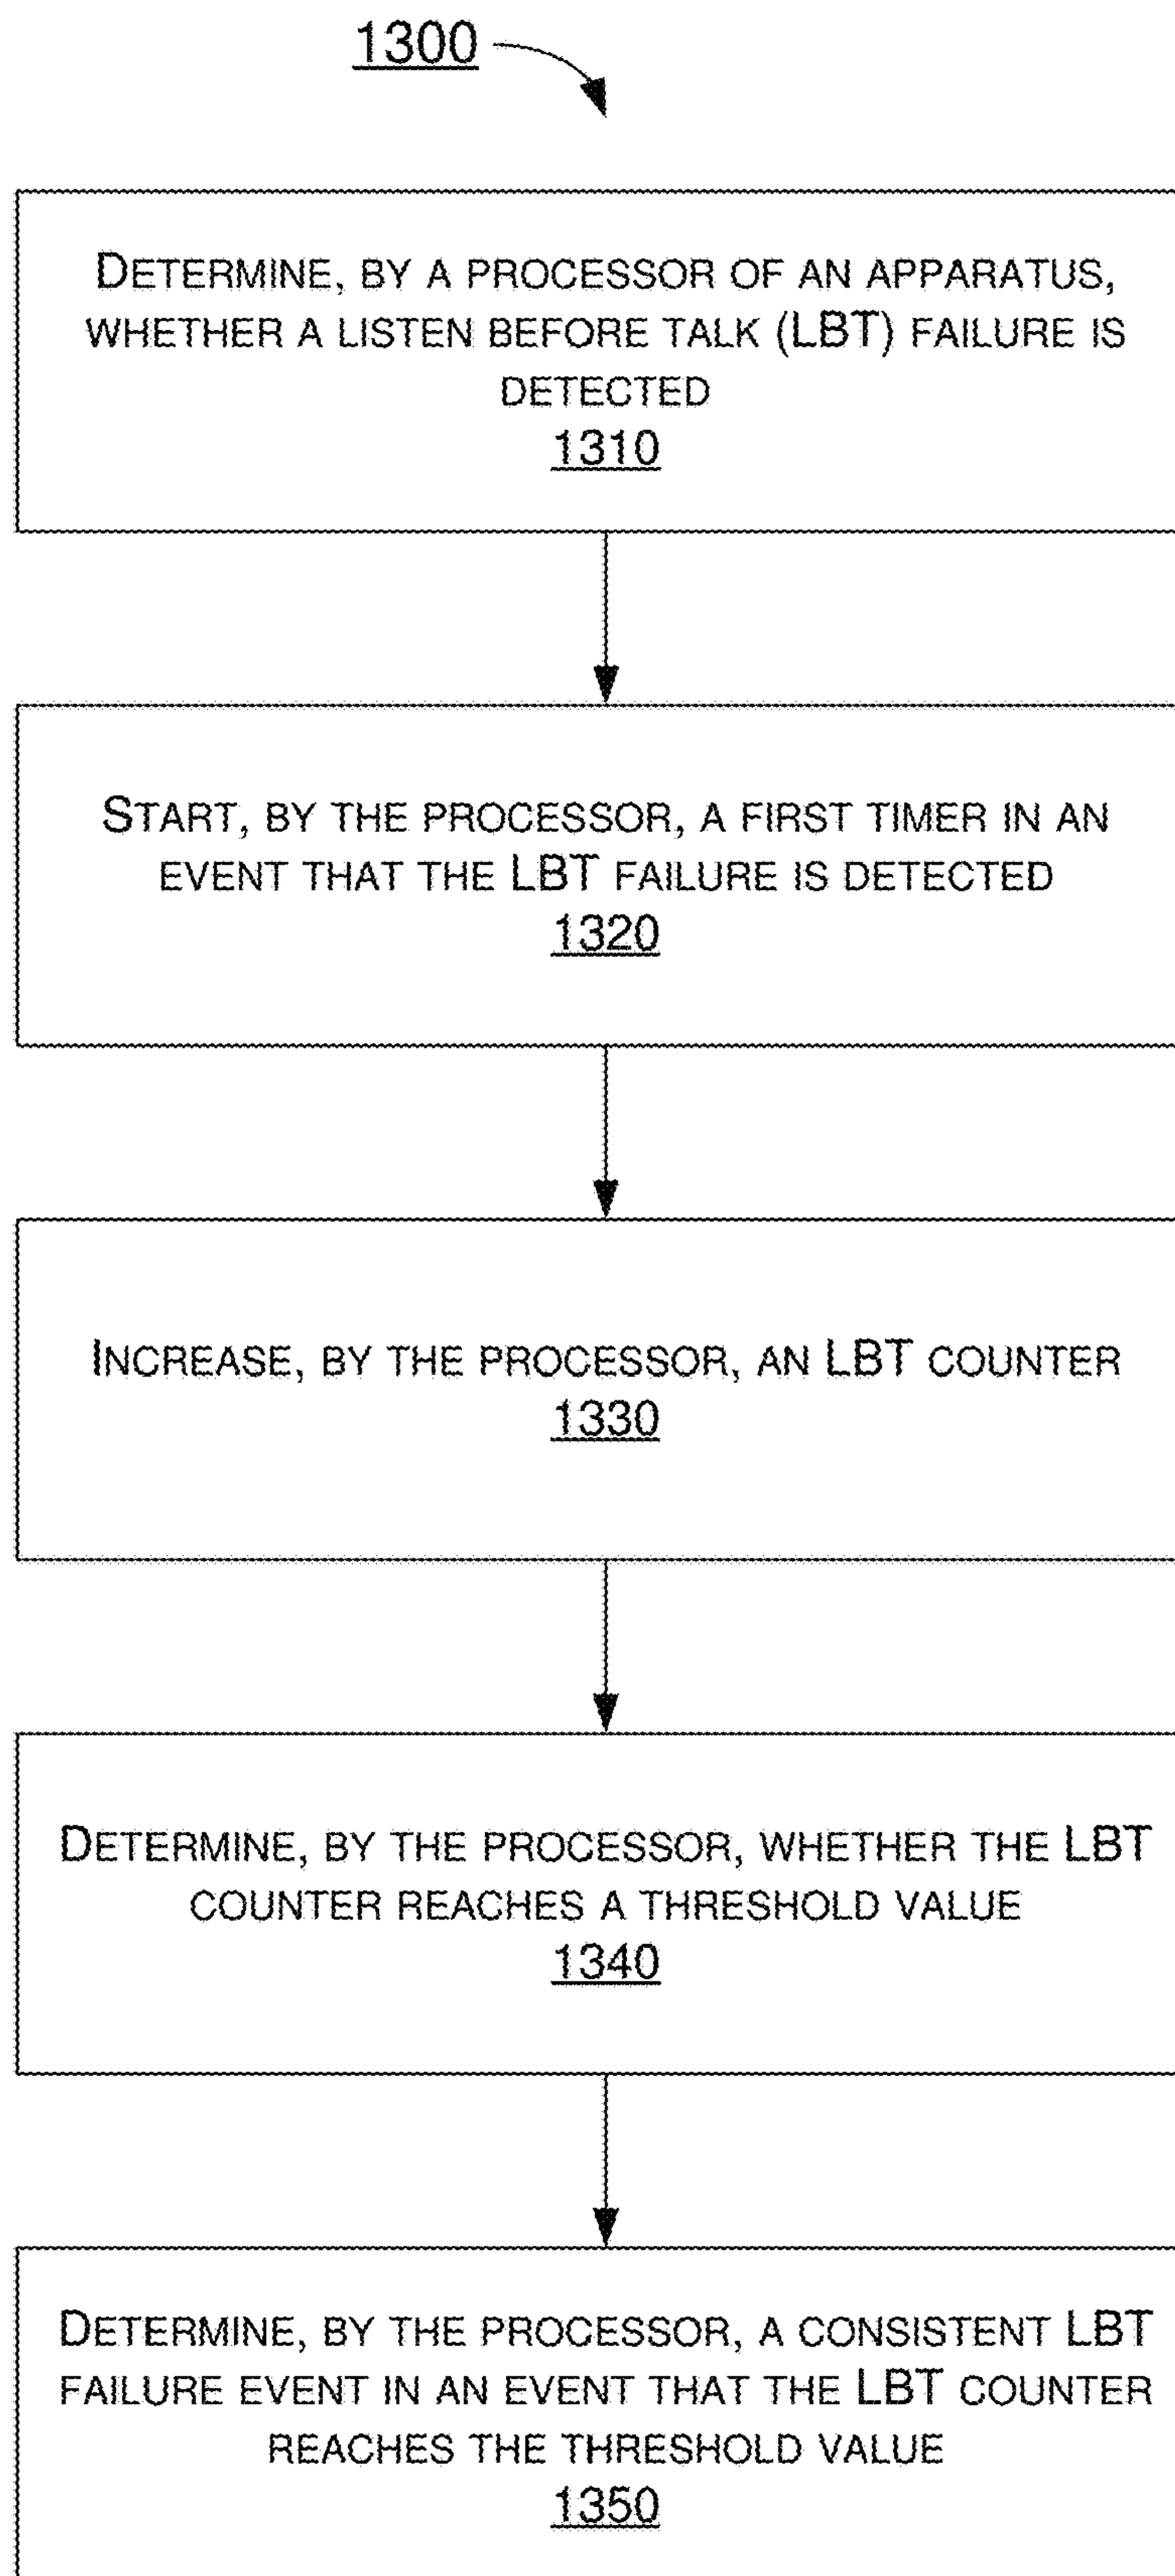 1300
DETERMINE, BY A PROCESSOR OF AN APPARATUS,
WHETHER A LISTEN BEFORE TALK (LBT) FAILURE IS
DETECTED
1310
START, BY THE PROCESSOR, A FIRST TIMER IN AN
EVENT THAT THE LBT FAILURE IS DETECTED
1320
INCREASE, BY THE PROCESSOR, AN LBT COUNTER
1330
DETERMINE, BY THE PROCESSOR, WHETHER THE LBT
COUNTER REACHES A THRESHOLD VALUE
1340
DETERMINE, BY THE PROCESSOR, A CONSISTENT LBT
FAILURE EVENT IN AN EVENT THAT THE LBT COUNTER
REACHES THE THRESHOLD VALUE
1350